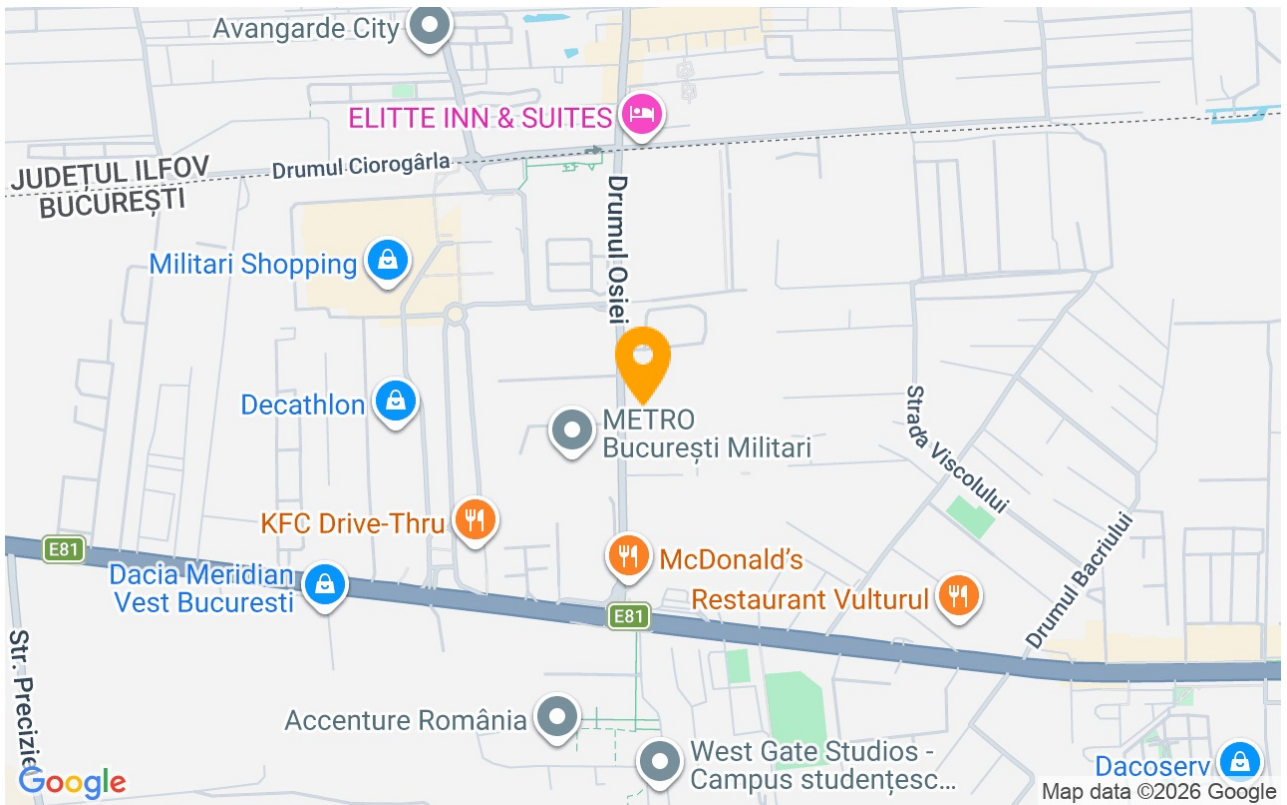 Avangarde City
ELITTE INN & SUITES
JUDEȚUL ILFOV
BUCUREȘTI
Drumul Ciorogârla
Drumul Osiei
Militari Shopping
Decathlon
METRO
București Militari
Strada Viscolului
KFC Drive-Thru
E81
Dacia Meridian
Vest Bucuresti
McDonald's
Restaurant Vulturul
Drumul Bacriului
E81
Str. Preciziei
Accenture România
West Gate Studios -
Campus studențesc...
Dacoserv
Google
Map data ©2026 Google